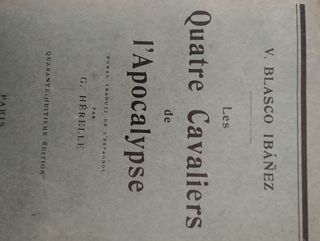 V. BLASCO IBÁÑEZ
Les
Quatre Cavaliers
de
l'Apocalypse
ROMAN TRADUIT DE L'ESPAGNOL
PAR
G. HÉRELLE
QUARANTE-HUITIÈME ÉDITION
PARIS